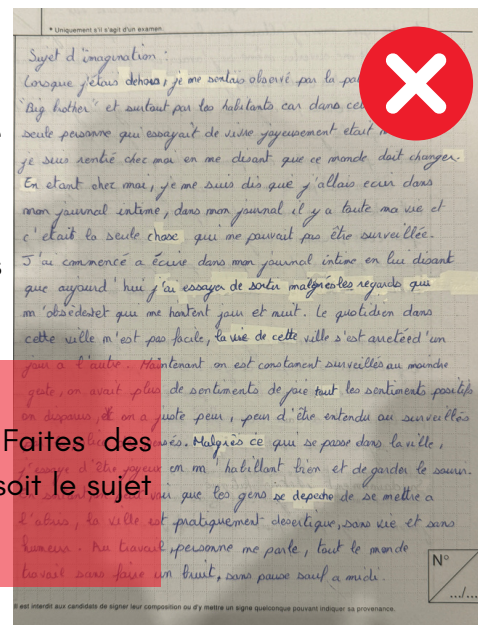 * Uniquement s'il s'agit d'un examen.
Sujet d'imagination :
Lorsque j'étais dehors, je me sentais observé par la
"Big brother" et surtout par les habitants car dans
seule personne qui essayait de vivre joyeusement était
je suis rentré chez moi en me disant que ce monde doit changer.
En etant chez moi, je me suis dis que j'allais ecrir dans
mon journal intime, dans mon journal il y a toute ma vie et
c'était la seule chose qui ne pouvait pas être surveillée.
J'ai commencé a écrire dans mon journal intime en lui disant
que aujourd'hui j'ai essayer de sortir malgréè les regards qui
m'obsèdent qui me hantent jour et nuit. Le quotidien dans
cette ville m'est pas facile, la vie de cette ville s'est arretéed'un
jour a l'autre. Maintenant on est constament surveillés au moindre
geste, on avait plus de sentiments de joie tout les sentiments positifs
on disparus, et on a juste peur, peur d'être entendu au surveillés
Faites des
Malgrès ce qui se passe dans la ville,
j'essaye d'être joyeux en m'habillant bien et de garder le sourir.
soit le sujet
voir que les gens se depeche de se mettre a
l'abris, la ville est pratiquement desertique, sans vie et sans
humeur. Au travail, personne me parle, tout le monde
travail sans faire un bruit, sans pause sauf a midi.
N°
.../...
Il est interdit aux candidats de signer leur composition ou d'y mettre un signe quelconque pouvant indiquer sa provenance.